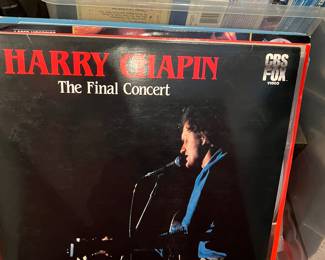 HARRY CHAPIN
The Final Concert
CBS
FOX
VIDEO